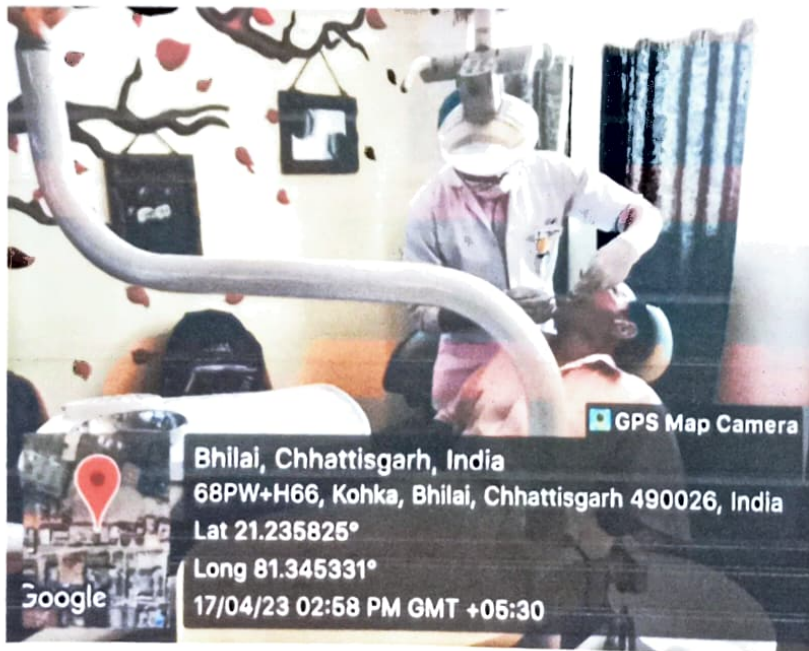 GPS Map Camera
Bhilai, Chhattisgarh, India
68PW+H66, Kohka, Bhilai, Chhattisgarh 490026, India
Lat 21.235825°
Long 81.345331°
17/04/23 02:58 PM GMT +05:30
Google